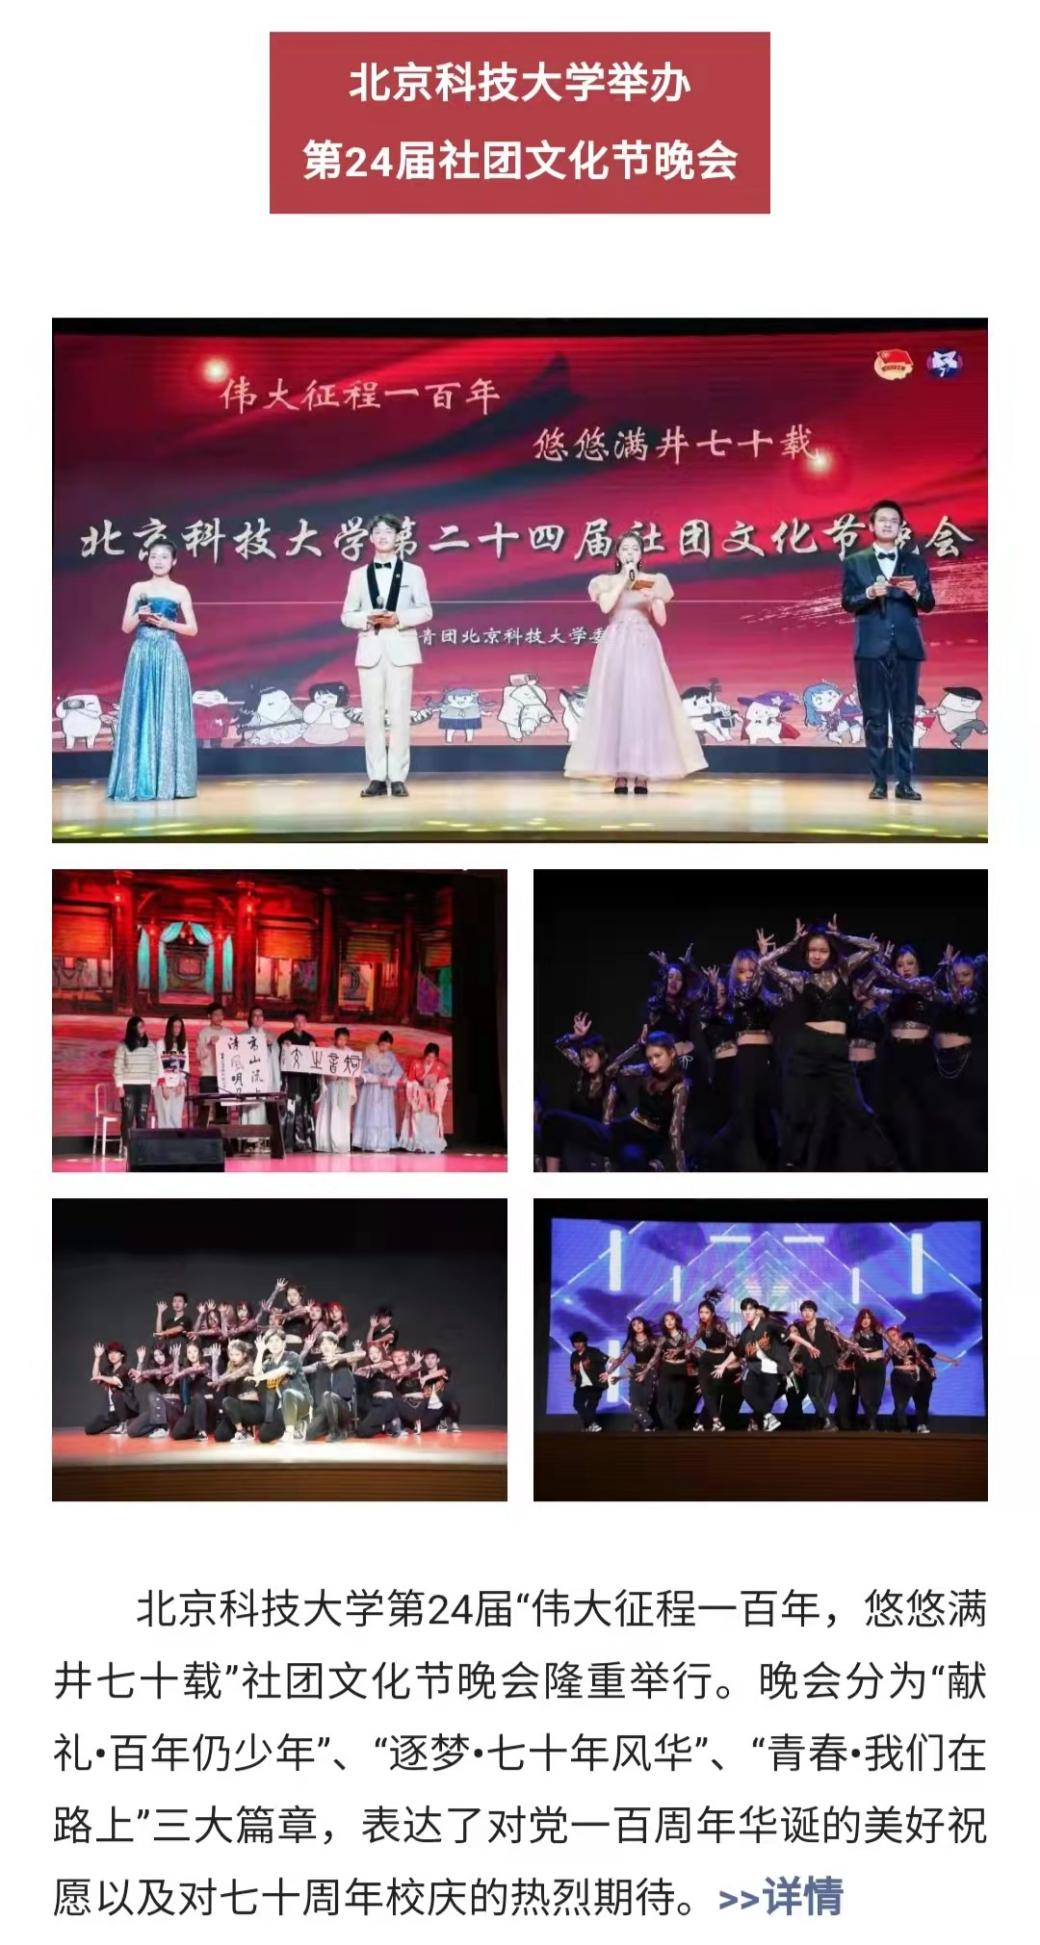 北京科技大学举办
第24届社团文化节晚会
伟大征程一百年
悠悠满井七十载
北京科技大学第二十四届社团文化节晚会
青团北京科技大学委
北京科技大学第24届“伟大征程一百年，悠悠满
井七十载”社团文化节晚会隆重举行。晚会分为“献
礼•百年仍少年”、“逐梦•七十年风华”、“青春•我们在
路上”三大篇章，表达了对党一百周年华诞的美好祝
愿以及对七十周年校庆的热烈期待。>>详情